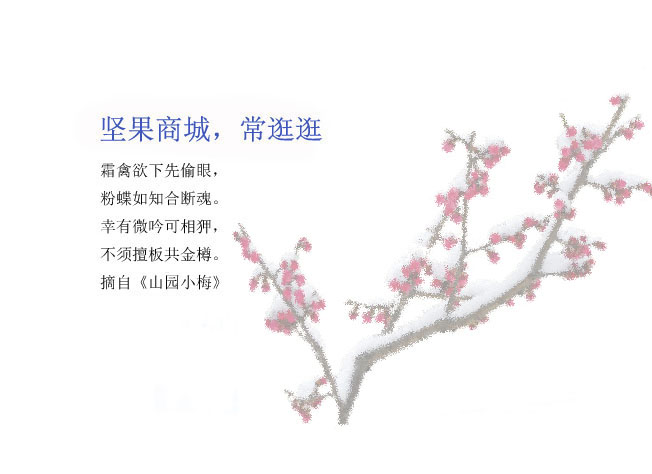 坚果商城，常逛逛
霜禽欲下先偷眼，
粉蝶如知合断魂。
幸有微吟可相狎，
不须擅板共金樽。
摘自《山园小梅》